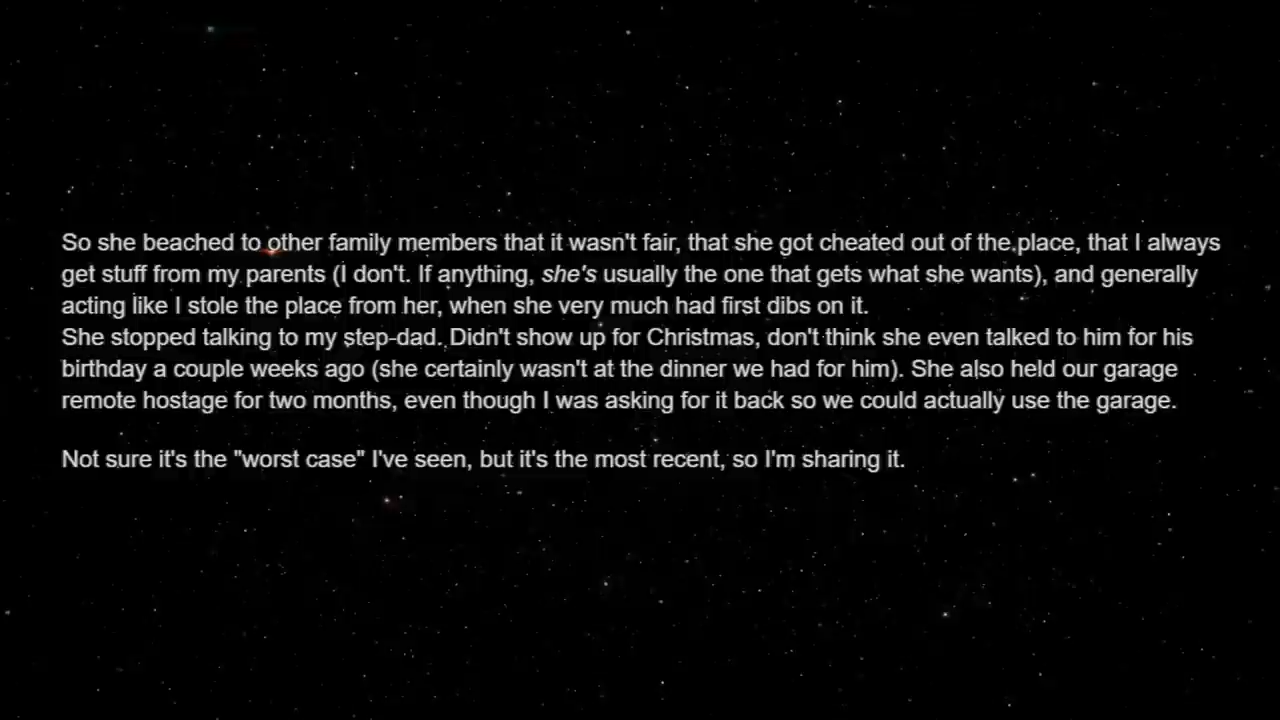 So she beached to other family members that it wasn't fair, that she got cheated out of the place, that I always
get stuff from my parents (I don't. If anything, she's usually the one that gets what she wants), and generally
acting like I stole the place from her, when she very much had first dibs on it.
She stopped talking to my step-dad. Didn't show up for Christmas, don't think she even talked to him for his
birthday a couple weeks ago (she certainly wasn't at the dinner we had for him). She also held our garage
remote hostage for two months, even though I was asking for it back so we could actually use the garage.
Not sure it's the "worst case" I've seen, but it's the most recent, so I'm sharing it.